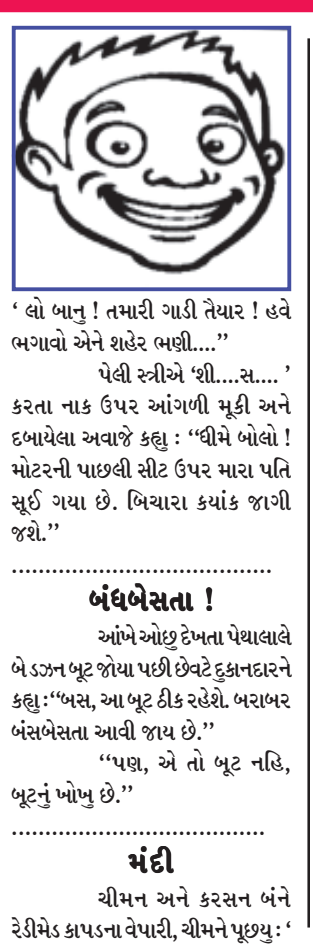 ‘ લો બાનુ ! તમારી ગાડી તૈયાર ! હવે
ભગાવો એને શહેર ભણી....”
પેલી સ્ત્રીએ ‘શી....સ.... ’
કરતા નાક ઉપર આંગળી મૂકી અને
દબાયેલા અવાજે કહ્યુ : “ધીમે બોલો !
મોટરની પાછલી સીટ ઉપર મારા પતિ
સૂઈ ગયા છે. બિચારા કયાંક જાગી
જશે.”
.......................................
બંધબેસતા !
આંખે ઓછુ દેખતા પેથાલાલે
બે ડઝન બૂટ જોયા પછી છેવટે દુકાનદારને
કહ્યુ :“બસ, આ બૂટ ઠીક રહેશે. બરાબર
બંસબેસતા આવી જાય છે.”
“પણ, એ તો બૂટ નહિ,
બૂટનું ખોખુ છે.”
......................................
મંદી
ચીમન અને કરસન બંને
રેડીમેડ કાપડના વેપારી, ચીમને પૂછયુ : ‘